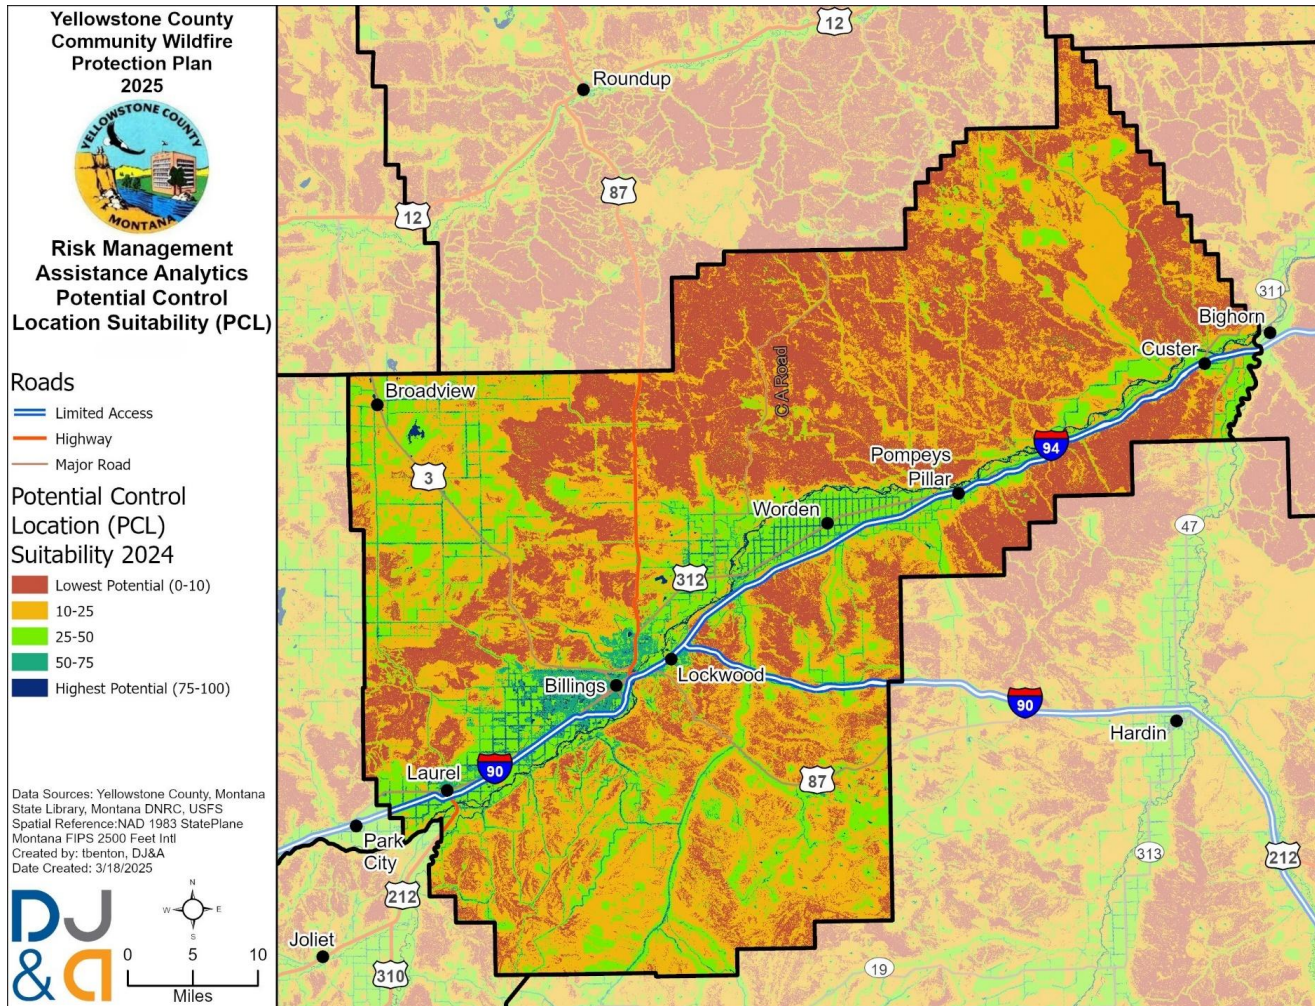 Yellowstone County
Community Wildfire
Protection Plan
2025
YELLOWSTONE COUNTY
MONTANA
Risk Management
Assistance Analytics
Potential Control
Location Suitability (PCL)
Roads
Limited Access
Highway
Major Road
Potential Control
Location (PCL)
Suitability 2024
Lowest Potential (0-10)
10-25
25-50
50-75
Highest Potential (75-100)
Data Sources: Yellowstone County, Montana
State Library, Montana DNRC, USFS
Spatial Reference:NAD 1983 StatePlane
Montana FIPS 2500 Feet Intl
Created by: tbenton, DJ&A
Date Created: 3/18/2025
DJ
&a
N
W E
S
0 5 10
Miles
12
Roundup
87
12
311
Bighorn
Custer
C A Road
Broadview
94
3
Pompeys
Pillar
Worden
47
312
Lockwood
Billings
90
Hardin
90
Laurel
87
Park
City
313
212
212
Joliet
310
19